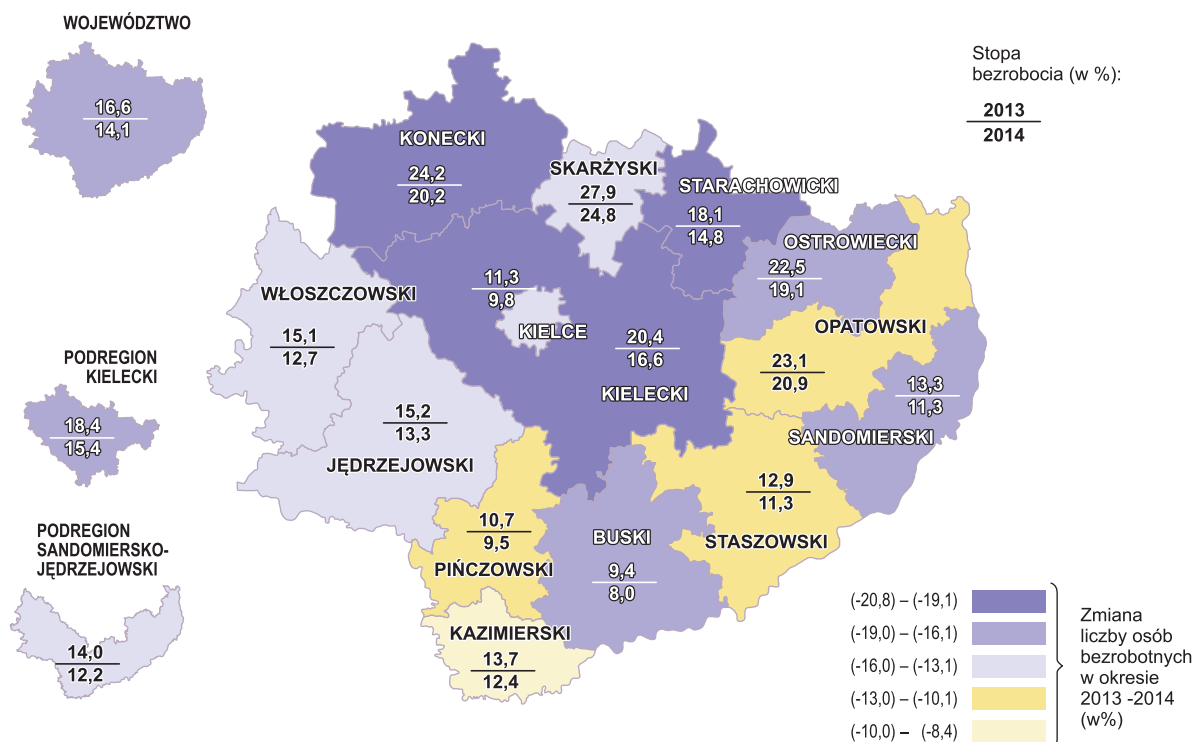 WOJEWÓDZTWO
16,6
14,1
PODREGION
KIELECKI
18,4
15,4
PODREGION
SANDOMIERSKO-
JĘDRZEJOWSKI
14,0
12,2
KONECKI
24,2
20,2
SKARŻYSKI
27,9
24,8
STARACHOWICKI
18,1
14,8
OSTROWIECKI
22,5
19,1
WŁOSZCZOWSKI
15,1
12,7
11,3
9,8
KIELCE
20,4
16,6
KIELECKI
OPATOWSKI
23,1
20,9
13,3
11,3
SANDOMIERSKI
15,2
13,3
JĘDRZEJOWSKI
12,9
11,3
STASZOWSKI
10,7
9,5
PIŃCZOWSKI
BUSKI
9,4
8,0
KAZIMIERSKI
13,7
12,4
Stopa
bezrobocia (w %):
2013
2014
(-20,8) – (-19,1)
(-19,0) – (-16,1)
(-16,0) – (-13,1)
(-13,0) – (-10,1)
(-10,0) – (-8,4)
Zmiana
liczby osób
bezrobotnych
w okresie
2013 -2014
(w%)